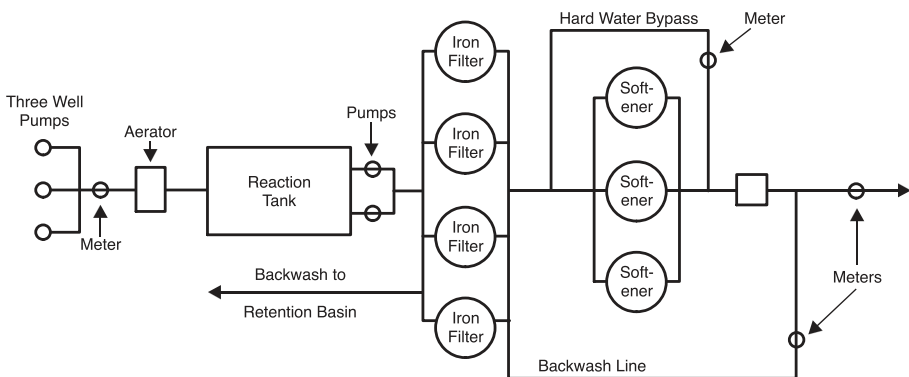 Hard Water Bypass
Meter
Iron
Filter
Three Well
Pumps
Aerator
Pumps
Soft-
ener
Iron
Filter
Reaction
Tank
Soft-
ener
Meter
Iron
Filter
Backwash to
Retention Basin
Soft-
ener
Meters
Iron
Filter
Backwash Line